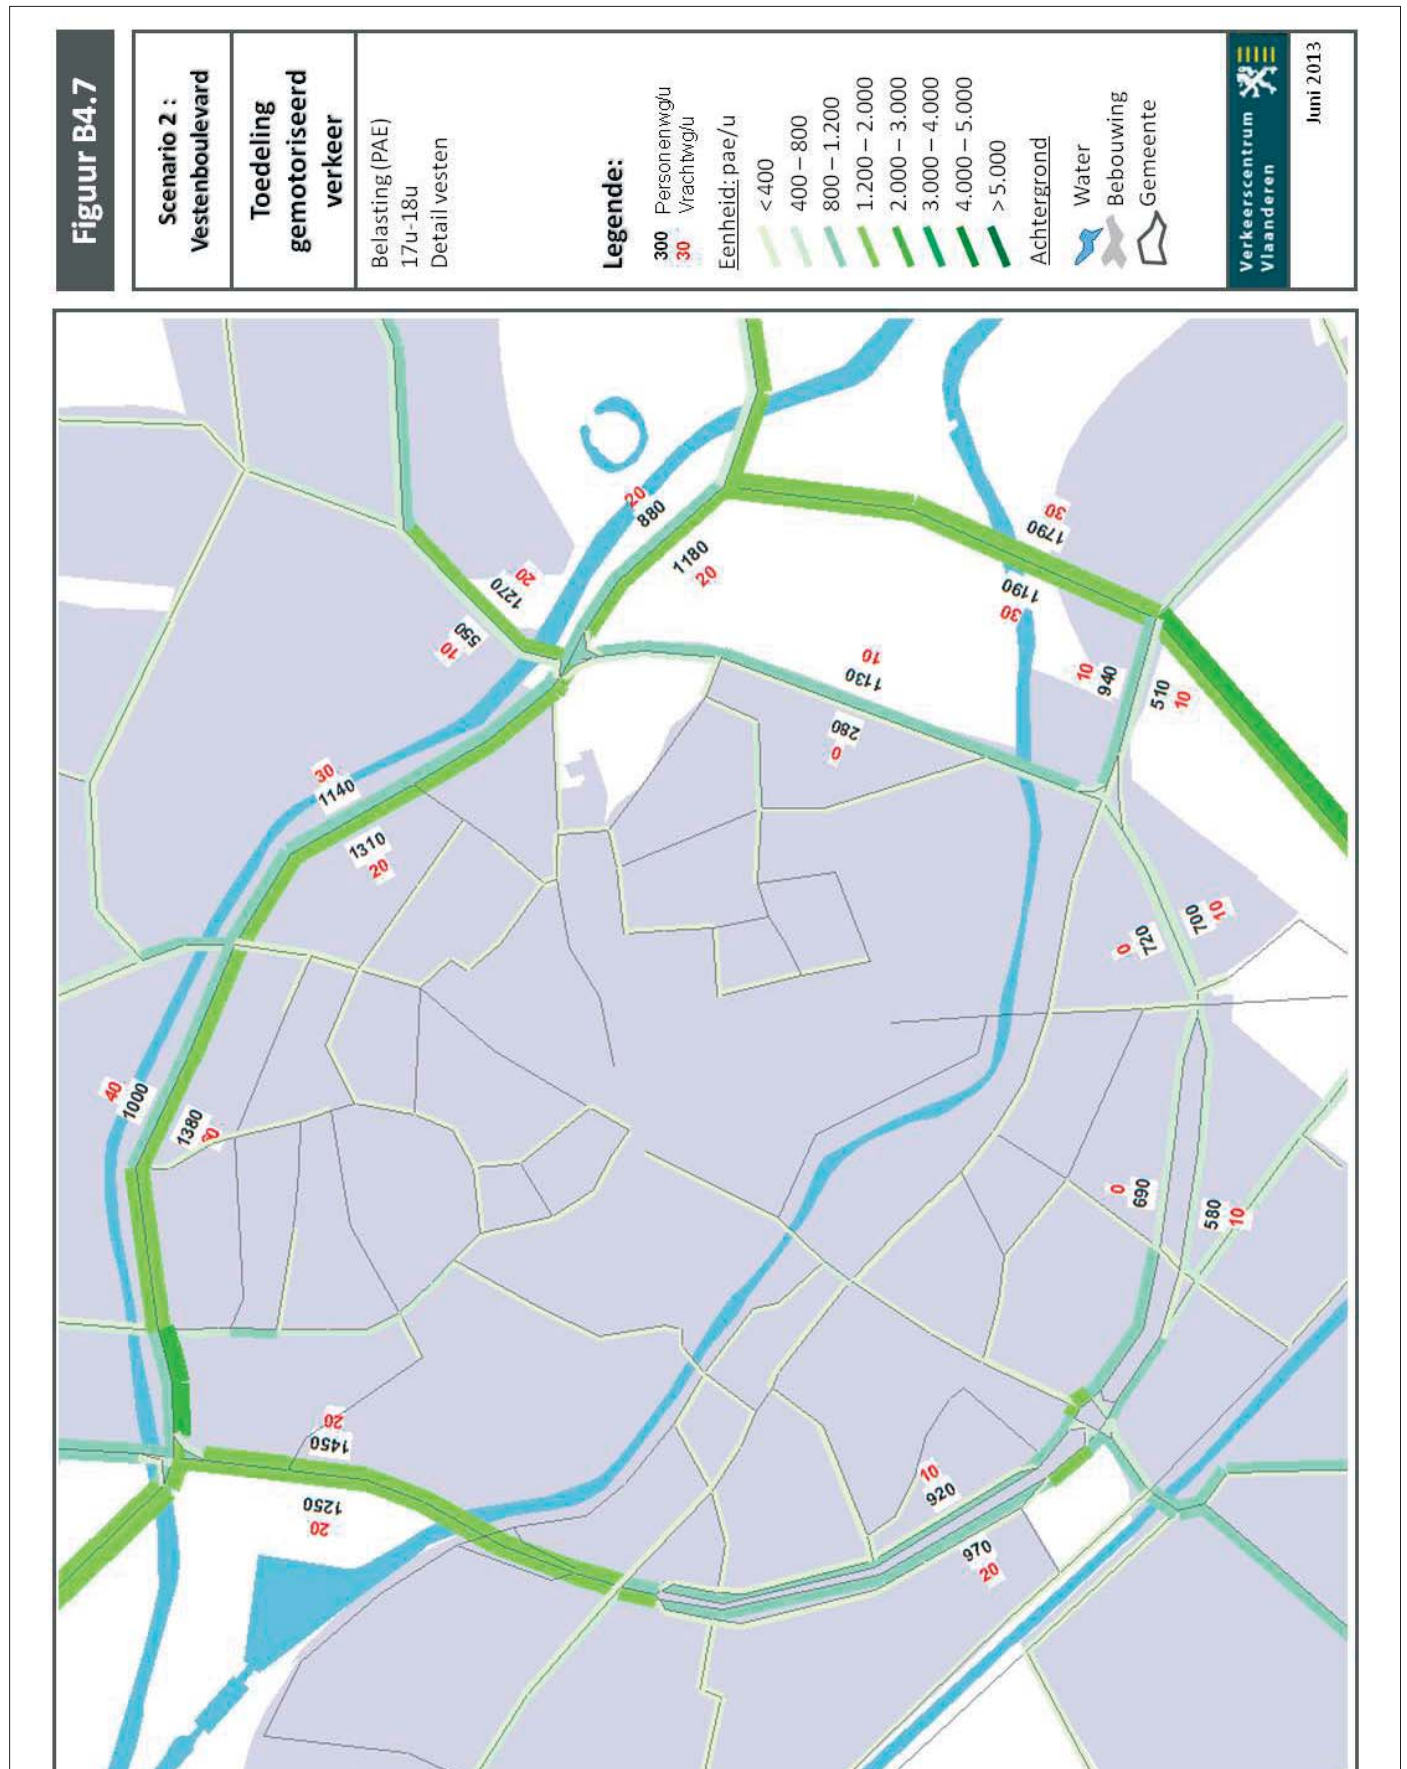 Figuur B4.7
Scenario 2 :
Vestenboulevard
Toedeling
gemotoriseerd
verkeer
Belasting (PAE)
17u-18u
Detail vesten
Legende:
300 Personenwg/u
30 Vrachtwg/u
Eenheid: pae/u
< 400
400 – 800
800 – 1.200
1.200 – 2.000
2.000 – 3.000
3.000 – 4.000
4.000 – 5.000
> 5.000
Achtergrond
Water
Bebouwing
Gemeente
Verkeerscentrum
Vlaanderen
Juni 2013
20
880
1180
20
1270
20
550
10
1790
30
1190
30
1130
10
280
0
10
940
510
10
30
1140
1310
20
0
720
700
10
40
1000
1380
0
690
580
10
1450
20
1250
20
10
920
970
20